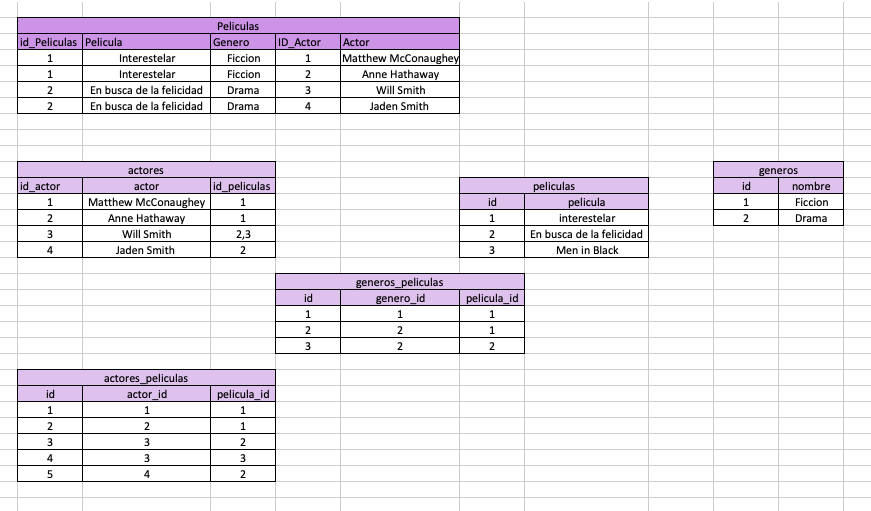 Peliculas
id_Peliculas Pelicula Genero ID_Actor Actor
1 Interestelar Ficcion 1 Matthew McConaughey
1 Interestelar Ficcion 2 Anne Hathaway
2 En busca de la felicidad Drama 3 Will Smith
2 En busca de la felicidad Drama 4 Jaden Smith
actores
id_actor actor id_peliculas
1 Matthew McConaughey 1
2 Anne Hathaway 1
3 Will Smith 2,3
4 Jaden Smith 2
peliculas
id pelicula
1 interestelar
2 En busca de la felicidad
3 Men in Black
generos
id nombre
1 Ficcion
2 Drama
generos_peliculas
id genero_id pelicula_id
1 1 1
2 2 1
3 2 2
actores_peliculas
id actor_id pelicula_id
1 1 1
2 2 1
3 3 2
4 3 3
5 4 2